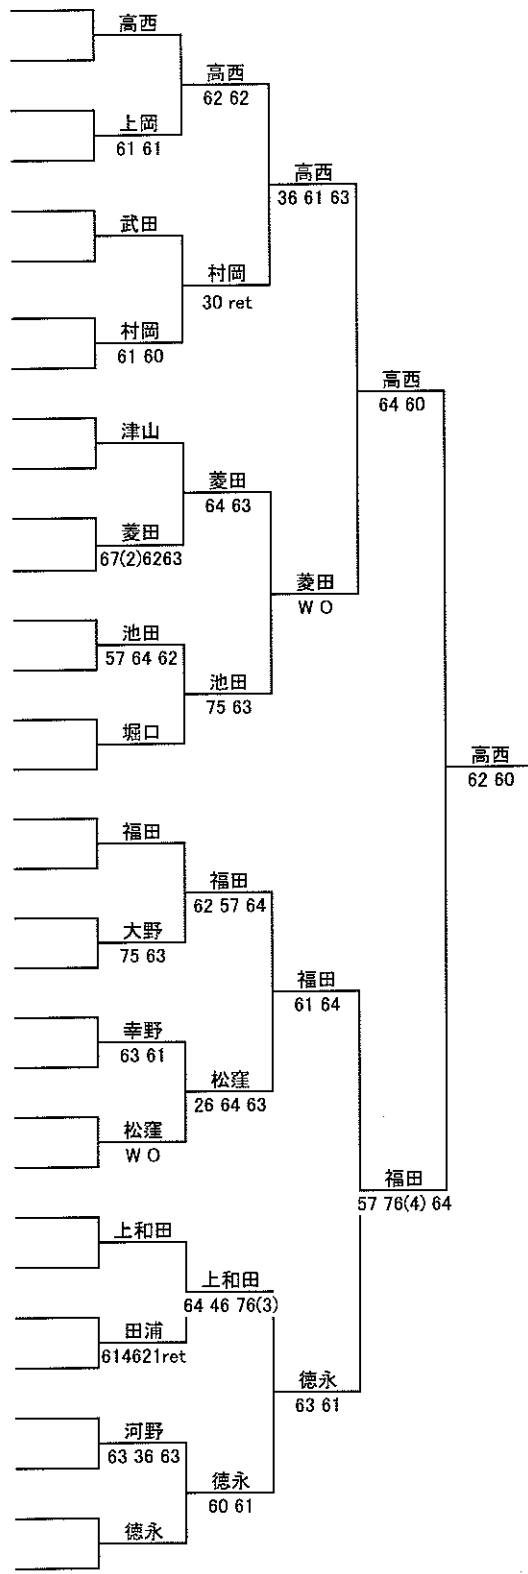 高西
高西
62 62
上岡
61 61
高西
36 61 63
武田
村岡
30 ret
村岡
61 60
高西
64 60
津山
菱田
64 63
菱田
67(2)6263
菱田
W O
池田
57 64 62
池田
75 63
堀口
高西
62 60
福田
福田
62 57 64
大野
75 63
福田
61 64
幸野
63 61
松窪
26 64 63
松窪
W O
福田
57 76(4) 64
上和田
上和田
64 46 76(3)
田浦
614621ret
徳永
63 61
河野
63 36 63
徳永
60 61
徳永